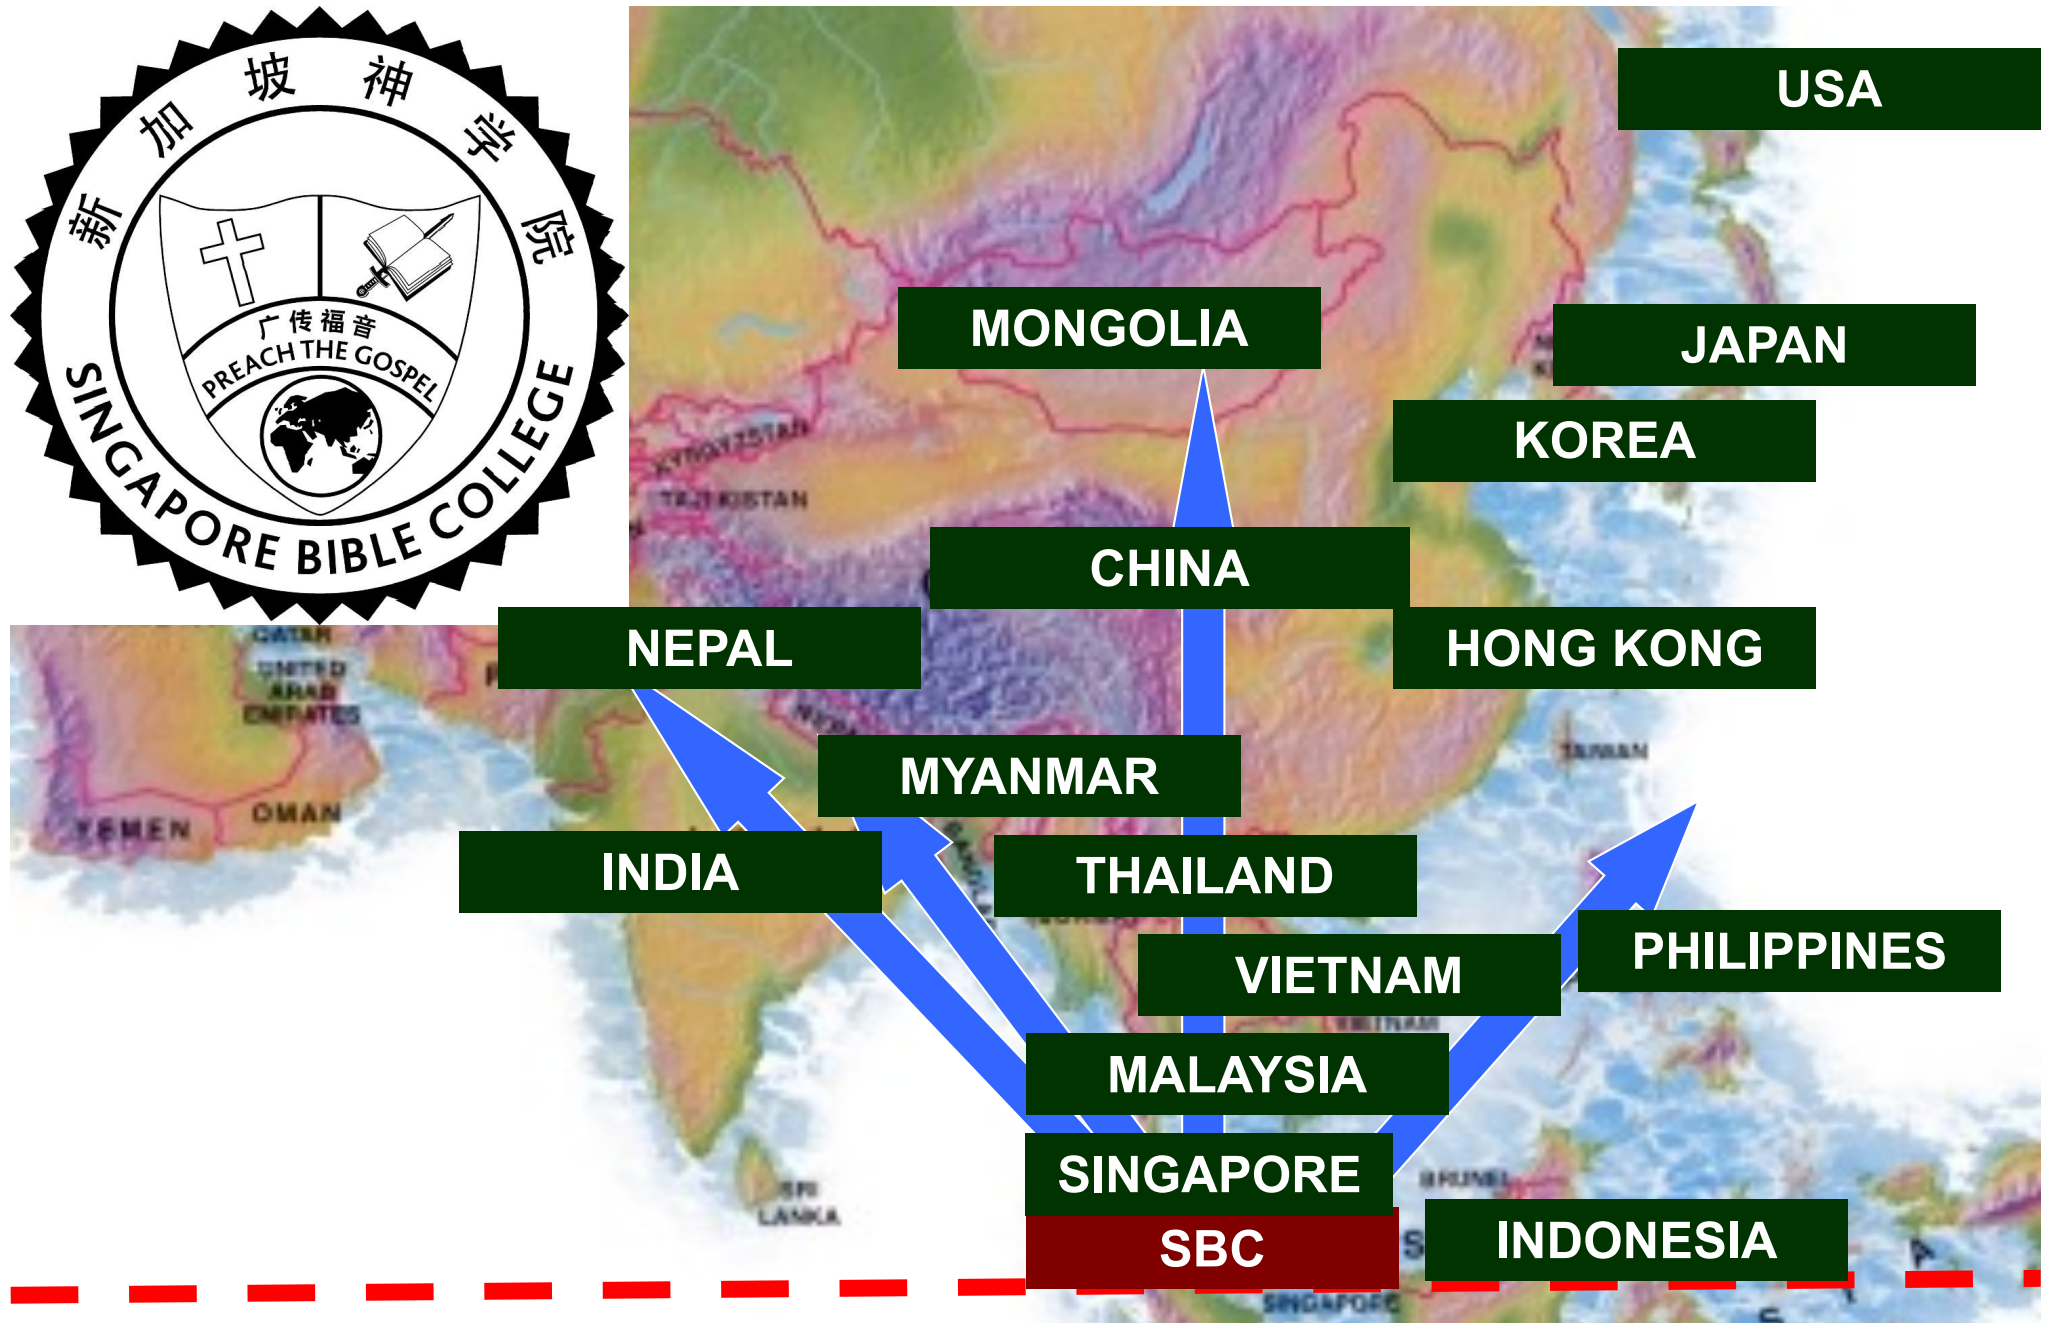 新加坡神学院
广传福音
PREACH THE GOSPEL
SINGAPORE BIBLE COLLEGE
USA
MONGOLIA
JAPAN
KOREA
KYRGYZSTAN
TAJIKISTAN
CHINA
QATAR
UNITED
ARAB
EMIRATES
NEPAL
HONG KONG
TAIWAN
MYANMAR
YEMEN
OMAN
INDIA
THAILAND
PHILIPPINES
VIETNAM
VIETNAM
MALAYSIA
SINGAPORE
BRUNEI
SRI
LANKA
SBC
INDONESIA
SINGAPORE